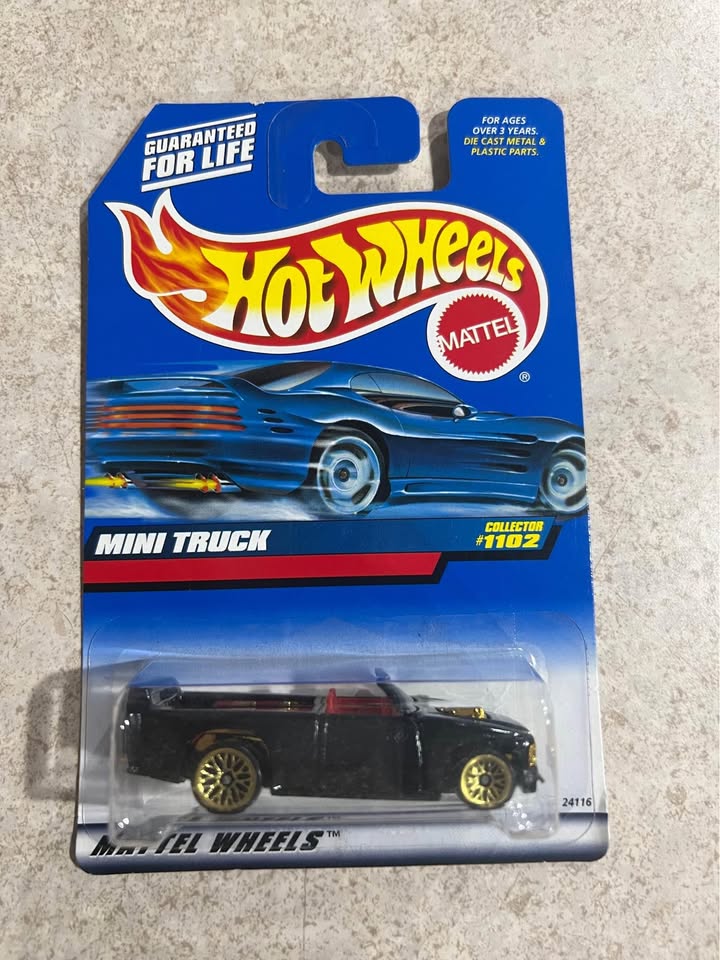 GUARANTEED
FOR LIFE
FOR AGES
OVER 3 YEARS.
DIE CAST METAL &
PLASTIC PARTS.
HOT WHEELS
MATTEL
®
MINI TRUCK
COLLECTOR
#1102
24116
MATTEL WHEELS™